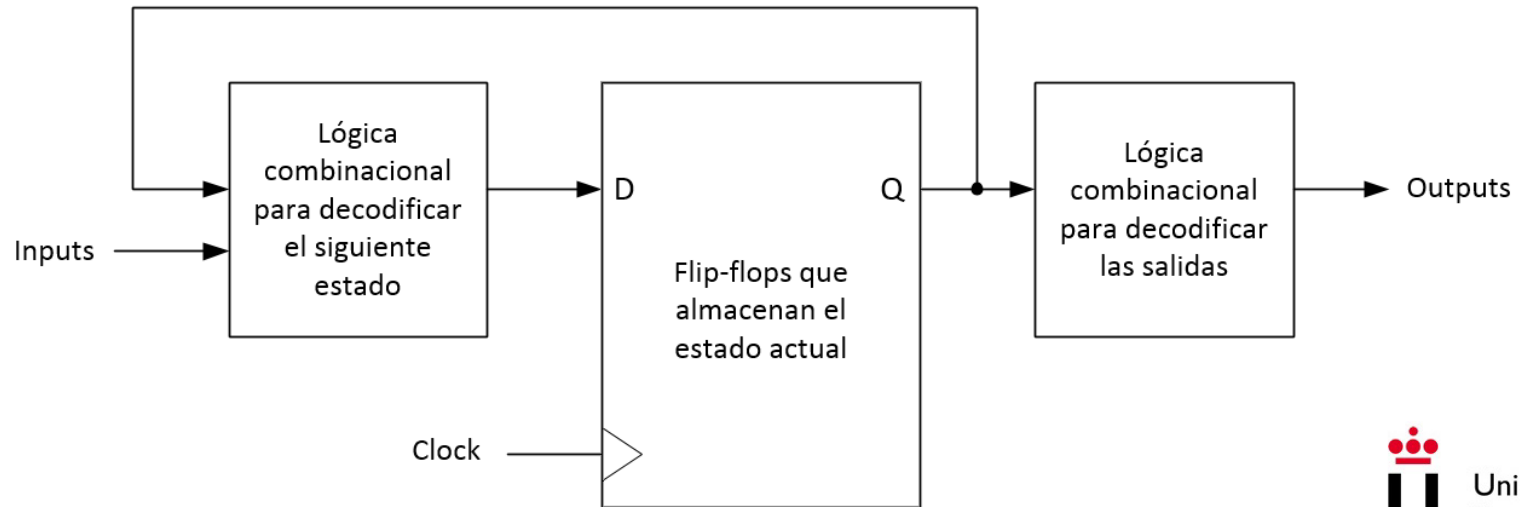 Lógica
combinacional
para decodificar
el siguiente
estado
Inputs
D
Q
Flip-flops que
almacenan el
estado actual
Clock
Lógica
combinacional
para decodificar
las salidas
Outputs
Uni